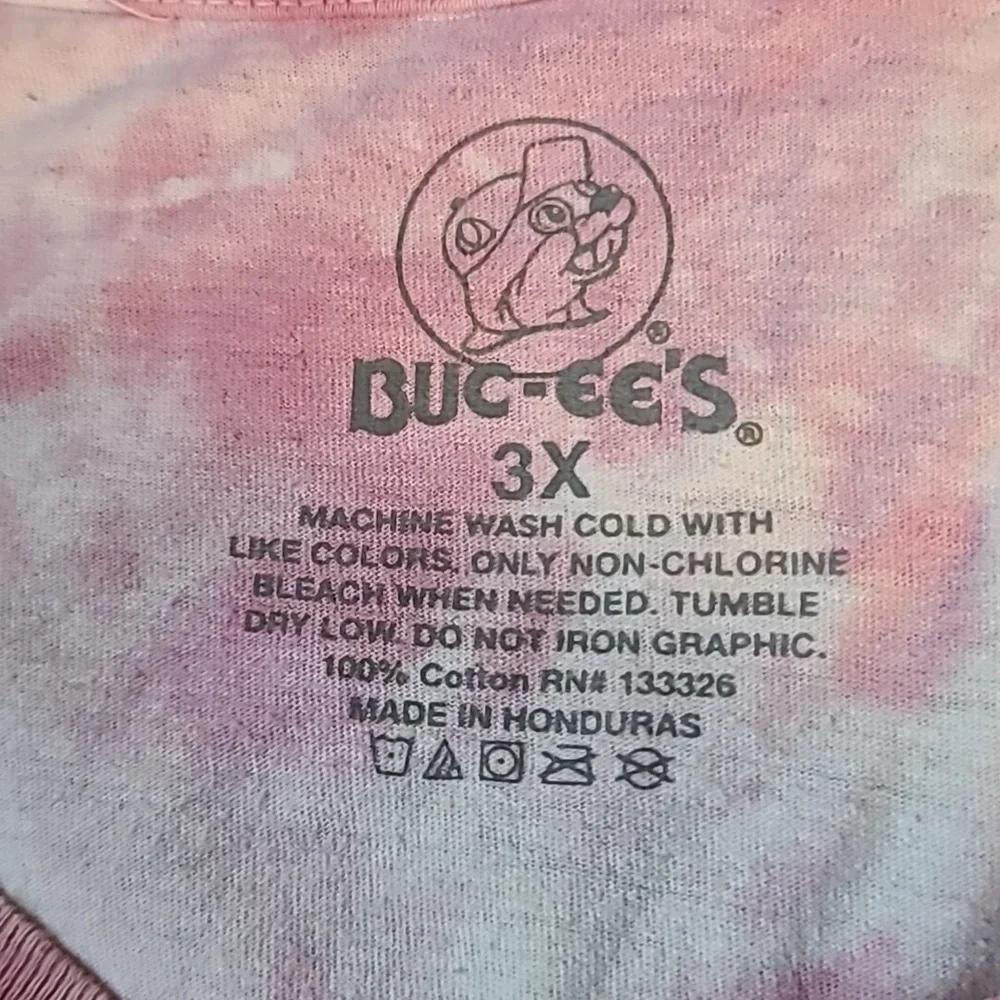 ®
BUC-EE'S®
3X
MACHINE WASH COLD WITH
LIKE COLORS. ONLY NON-CHLORINE
BLEACH WHEN NEEDED. TUMBLE
DRY LOW. DO NOT IRON GRAPHIC.
100% Cotton RN# 133326
MADE IN HONDURAS